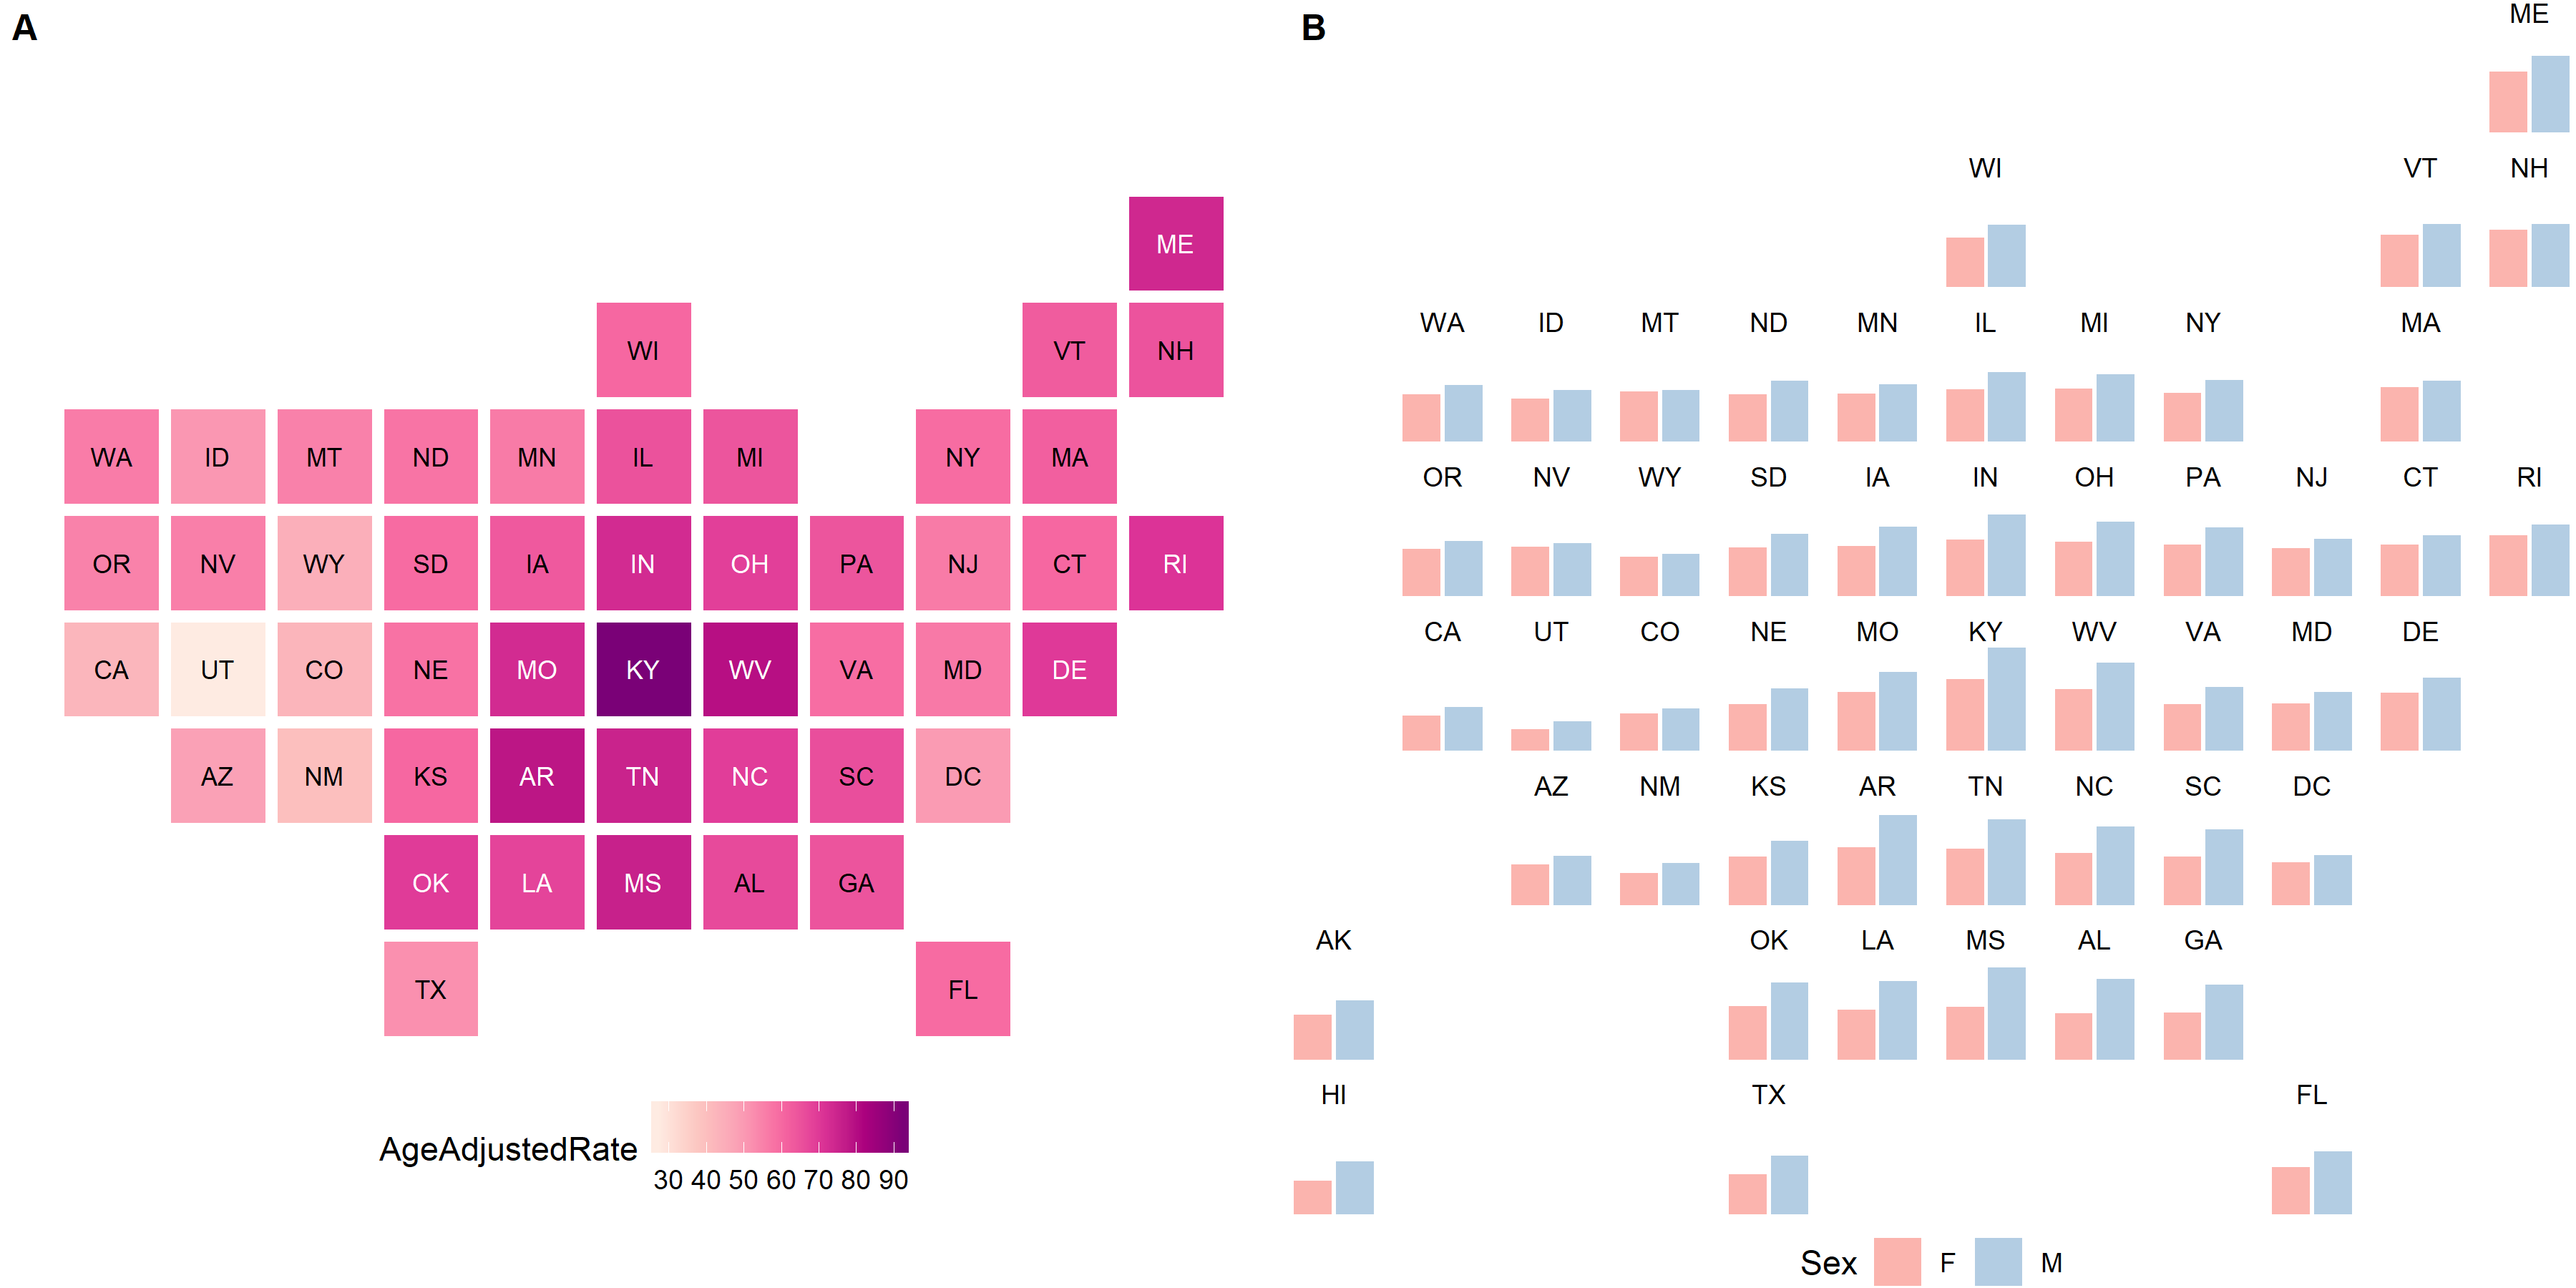 A
ME
WI VT NH
WA ID MT ND MN IL MI NY MA
OR NV WY SD IA IN OH PA NJ CT RI
CA UT CO NE MO KY WV VA MD DE
AZ NM KS AR TN NC SC DC
OK LA MS AL GA
TX FL
AgeAdjustedRate
30 40 50 60 70 80 90
B
ME
WI VT NH
WA ID MT ND MN IL MI NY MA
OR NV WY SD IA IN OH PA NJ CT RI
CA UT CO NE MO KY WV VA MD DE
AZ NM KS AR TN NC SC DC
AK OK LA MS AL GA
HI TX FL
Sex F M